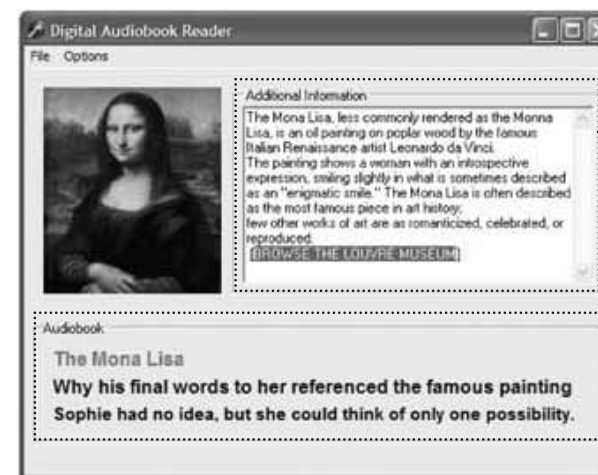 Digital Audiobook Reader
File Options
Additional Information
The Mona Lisa, less commonly rendered as the Monna
Lisa, is an oil painting on poplar wood by the famous
Italian Renaissance artist Leonardo da Vinci.
The painting shows a woman with an introspective
expression, smiling slightly in what is sometimes described
as an "enigmatic smile." The Mona Lisa is often described
as the most famous piece in art history;
few other works of art are as romanticized, celebrated, or
reproduced.
[BROWSE THE LOUVRE MUSEUM]
Audiobook
The Mona Lisa
Why his final words to her referenced the famous painting
Sophie had no idea, but she could think of only one possibility.